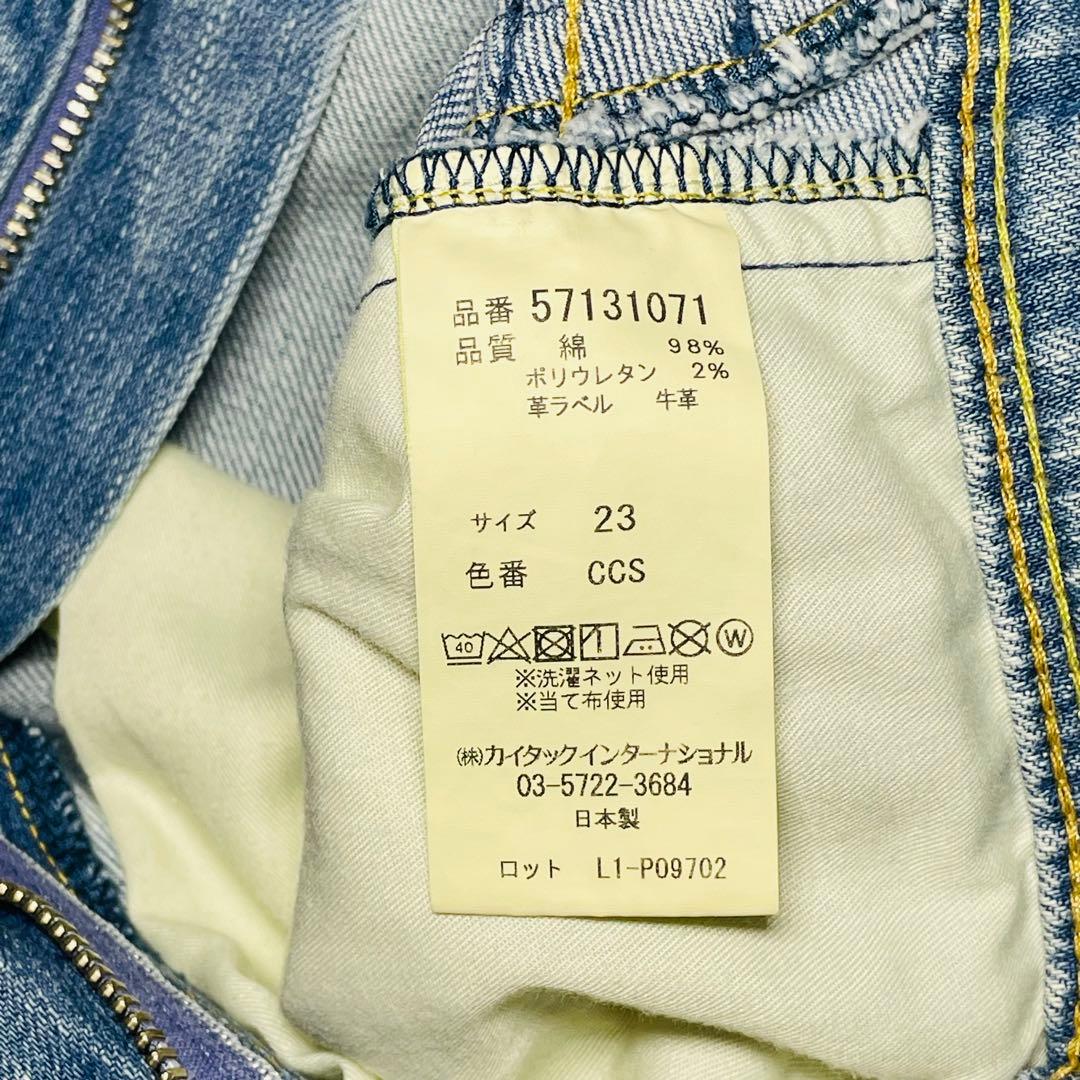 品番 57131071
品質 綿 98%
ポリウレタン 2%
革ラベル 牛革
サイズ 23
色番 CCS
40 W
※洗濯ネット使用
※当て布使用
㈱カイタックインターナショナル
03-5722-3684
日本製
ロット L1-P09702